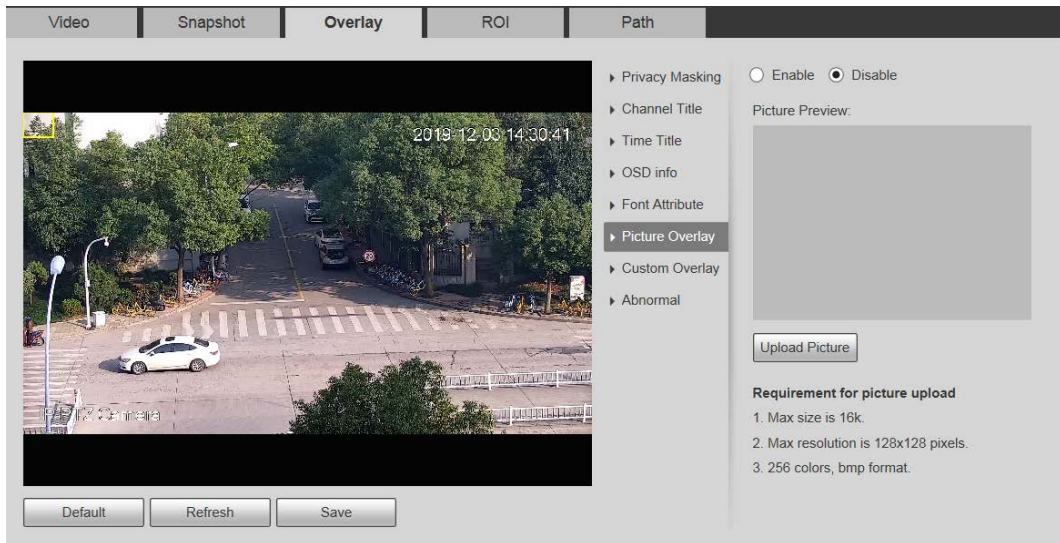 Video Snapshot Overlay ROI Path
2019-12-03 14:30:41
Camera
Default Refresh Save
Privacy Masking
Channel Title
Time Title
OSD info
Font Attribute
Picture Overlay
Custom Overlay
Abnormal
Enable Disable
Picture Preview:
Upload Picture
Requirement for picture upload
1. Max size is 16k.
2. Max resolution is 128x128 pixels.
3. 256 colors, bmp format.